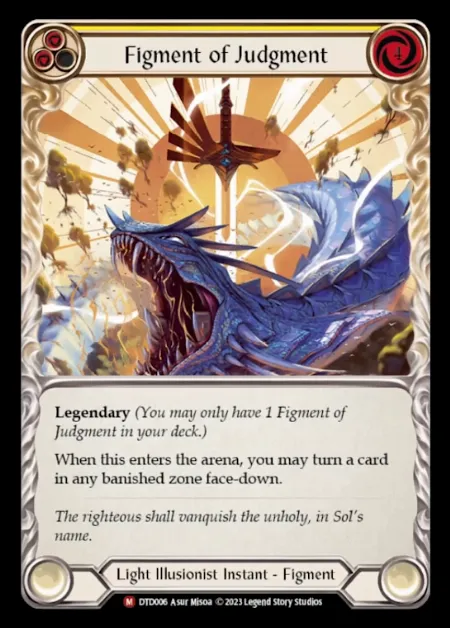 Figment of Judgment
4
Legendary (You may only have 1 Figment of
Judgment in your deck.)
When this enters the arena, you may turn a card
in any banished zone face-down.
The righteous shall vanquish the unholy, in Sol's
name.
Light Illusionist Instant - Figment
M DTD006 Asur Misoa © 2023 Legend Story Studios